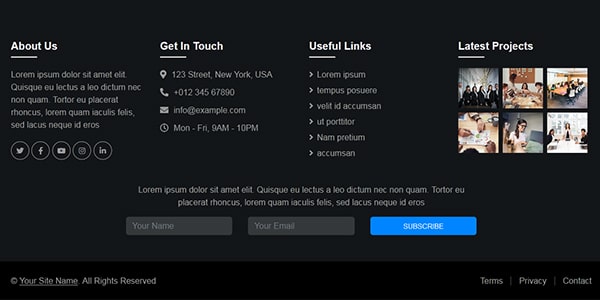 About Us
Lorem ipsum dolor sit amet elit.
Quisque eu lectus a leo dictum nec
non quam. Tortor eu placerat
rhoncus, lorem quam iaculis felis,
sed lacus neque id eros
Get In Touch
123 Street, New York, USA
+012 345 67890
info@example.com
Mon - Fri, 9AM - 10PM
Useful Links
Lorem ipsum
tempus posuere
velit id accumsan
ut porttitor
Nam pretium
accumsan
Latest Projects
Lorem ipsum dolor sit amet elit. Quisque eu lectus a leo dictum nec non quam. Tortor eu
placerat rhoncus, lorem quam iaculis felis, sed lacus neque id eros
Your Name
Your Email
SUBSCRIBE
© Your Site Name. All Rights Reserved
Terms | Privacy | Contact